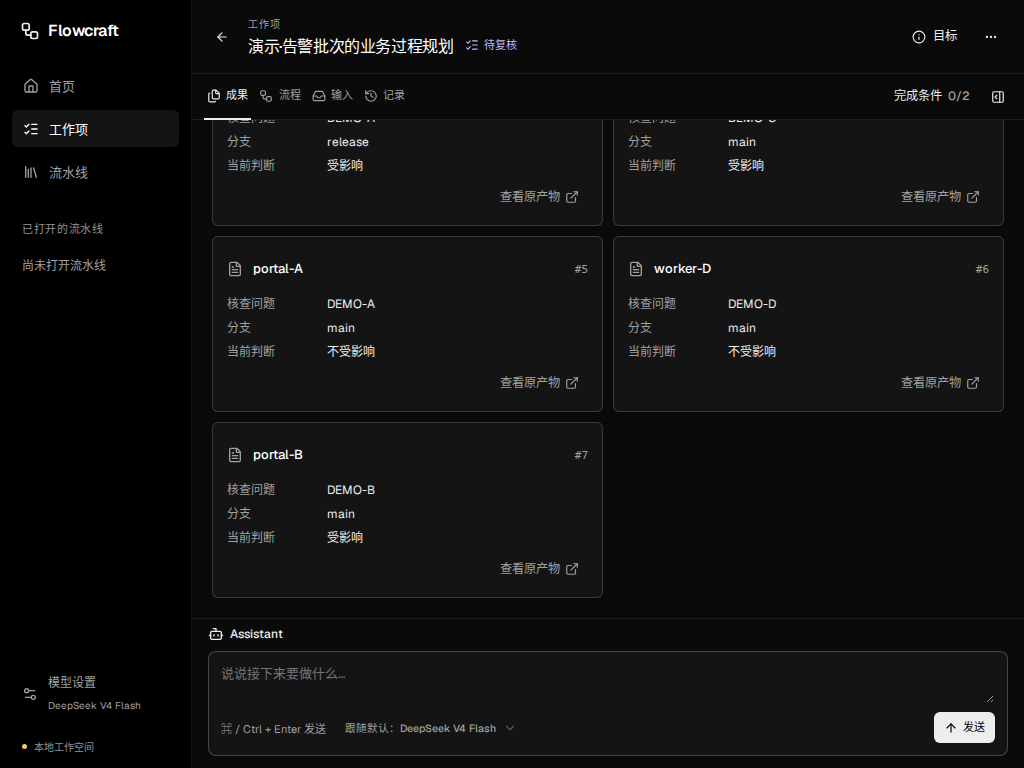 Flowcraft
首页
工作项
流水线
已打开的流水线
尚未打开流水线
模型设置
DeepSeek V4 Flash
本地工作空间
工作项
演示·告警批次的业务过程规划
待复核
目标
成果
流程
输入
记录
完成条件 0/2
分支
release
当前判断
受影响
查看原产物
分支
main
当前判断
受影响
查看原产物
portal-A
#5
核查问题
DEMO-A
分支
main
当前判断
不受影响
查看原产物
worker-D
#6
核查问题
DEMO-D
分支
main
当前判断
不受影响
查看原产物
portal-B
#7
核查问题
DEMO-B
分支
main
当前判断
受影响
查看原产物
Assistant
说说接下来要做什么...
⌘ / Ctrl + Enter 发送
跟随默认: DeepSeek V4 Flash
发送